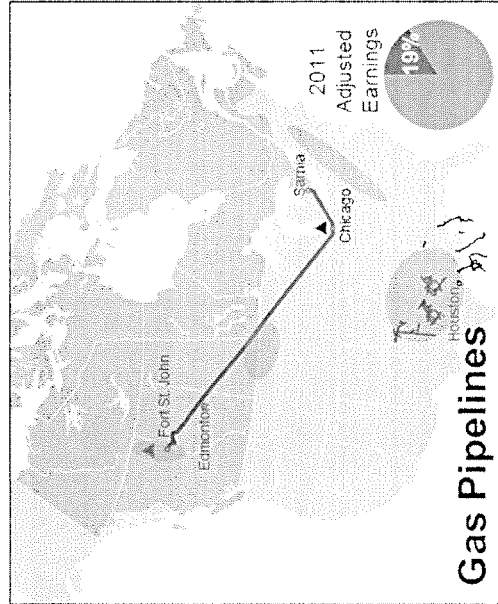 Gas Pipelines
Fort St. John
Edmonton
Sarnia
Chicago
Houston
2011
Adjusted
Earnings
19%